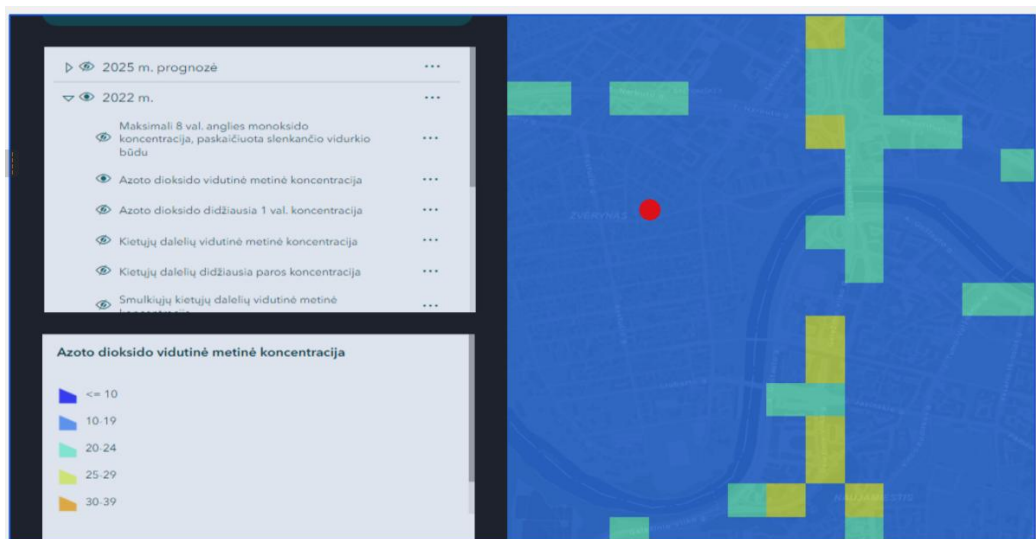 2025 m. prognozė
2022 m.
Maksimali 8 val. anglies monoksido
koncentracija, paskaičiuota slenkančio vidurkio
būdu
Azoto dioksido vidutinė metinė koncentracija
Azoto dioksido didžiausia 1 val. koncentracija
Kietųjų dalelių vidutinė metinė koncentracija
Kietųjų dalelių didžiausia paros koncentracija
Smulkiųjų kietųjų dalelių vidutinė metinė
Azoto dioksido vidutinė metinė koncentracija
<= 10
10-19
20-24
25-29
30-39
ŽVĖRYNAS
NAUJAMIESTIS